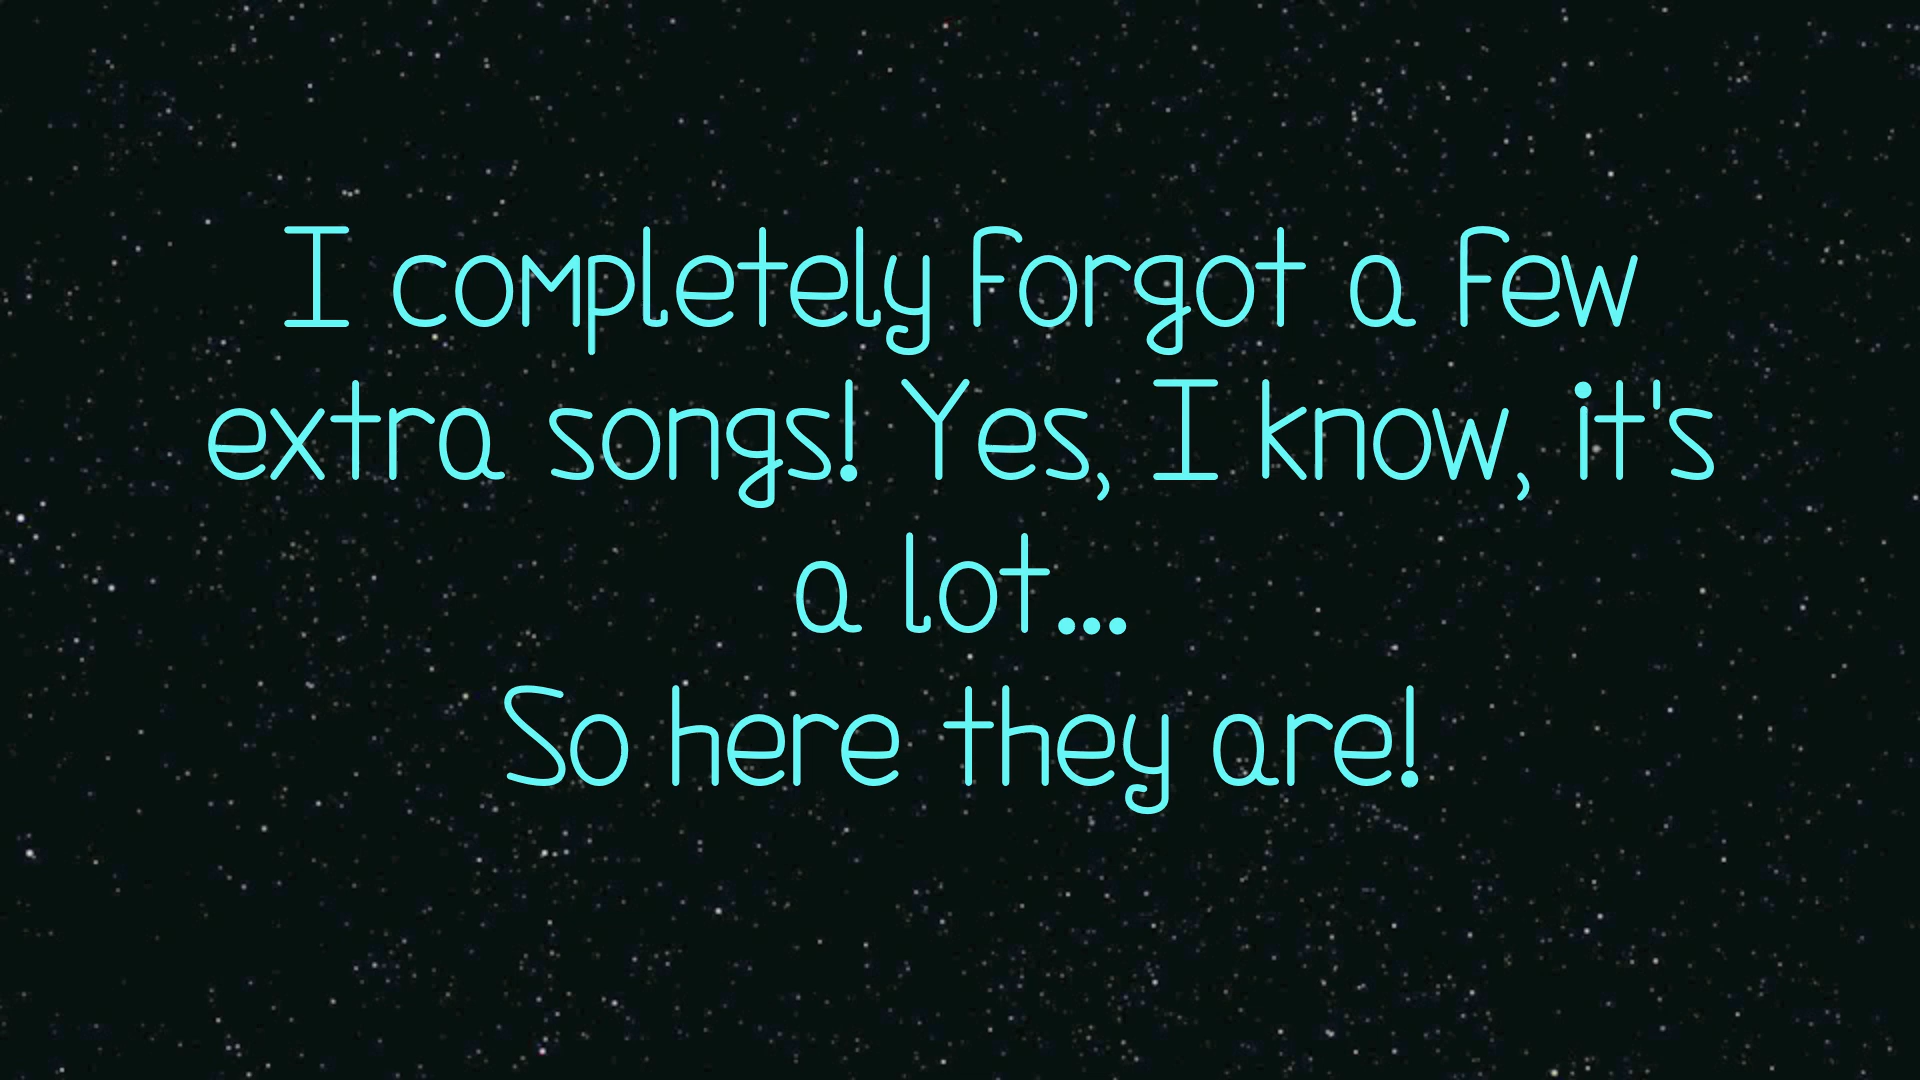 I completely forgot a few
extra songs! Yes, I know, it's
a lot...
So here they are!